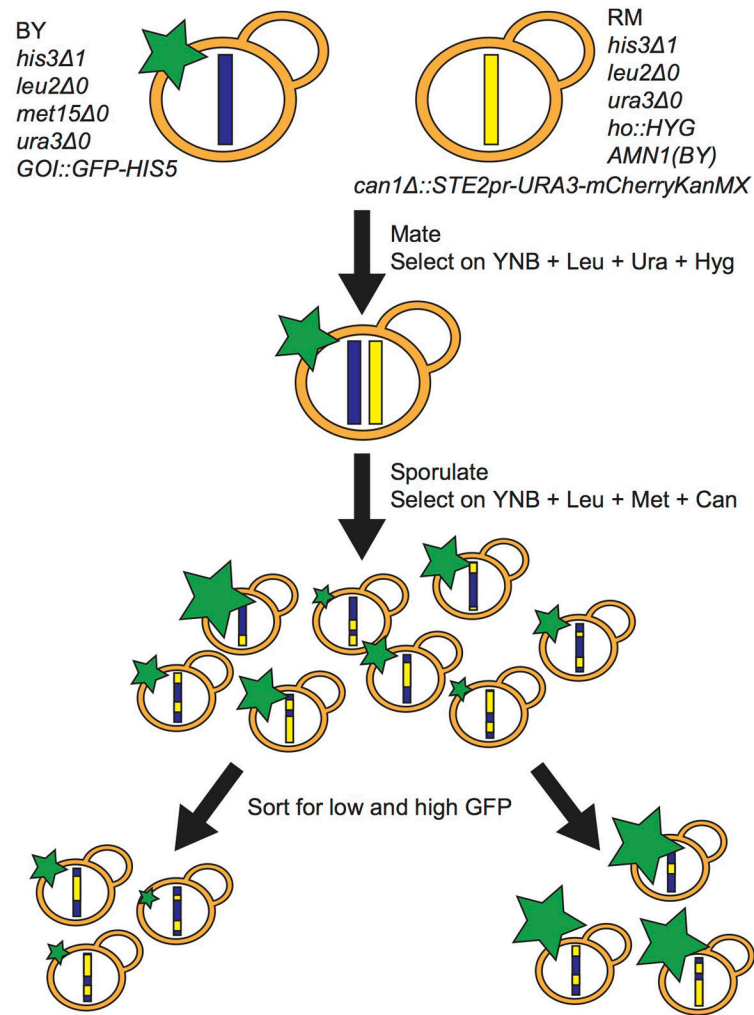 BY
his3Δ1
leu2Δ0
met15Δ0
ura3Δ0
GOI::GFP-HIS5
RM
his3Δ1
leu2Δ0
ura3Δ0
ho::HYG
AMN1(BY)
can1Δ::STE2pr-URA3-mCherryKanMX
Mate
Select on YNB + Leu + Ura + Hyg
Sporulate
Select on YNB + Leu + Met + Can
Sort for low and high GFP